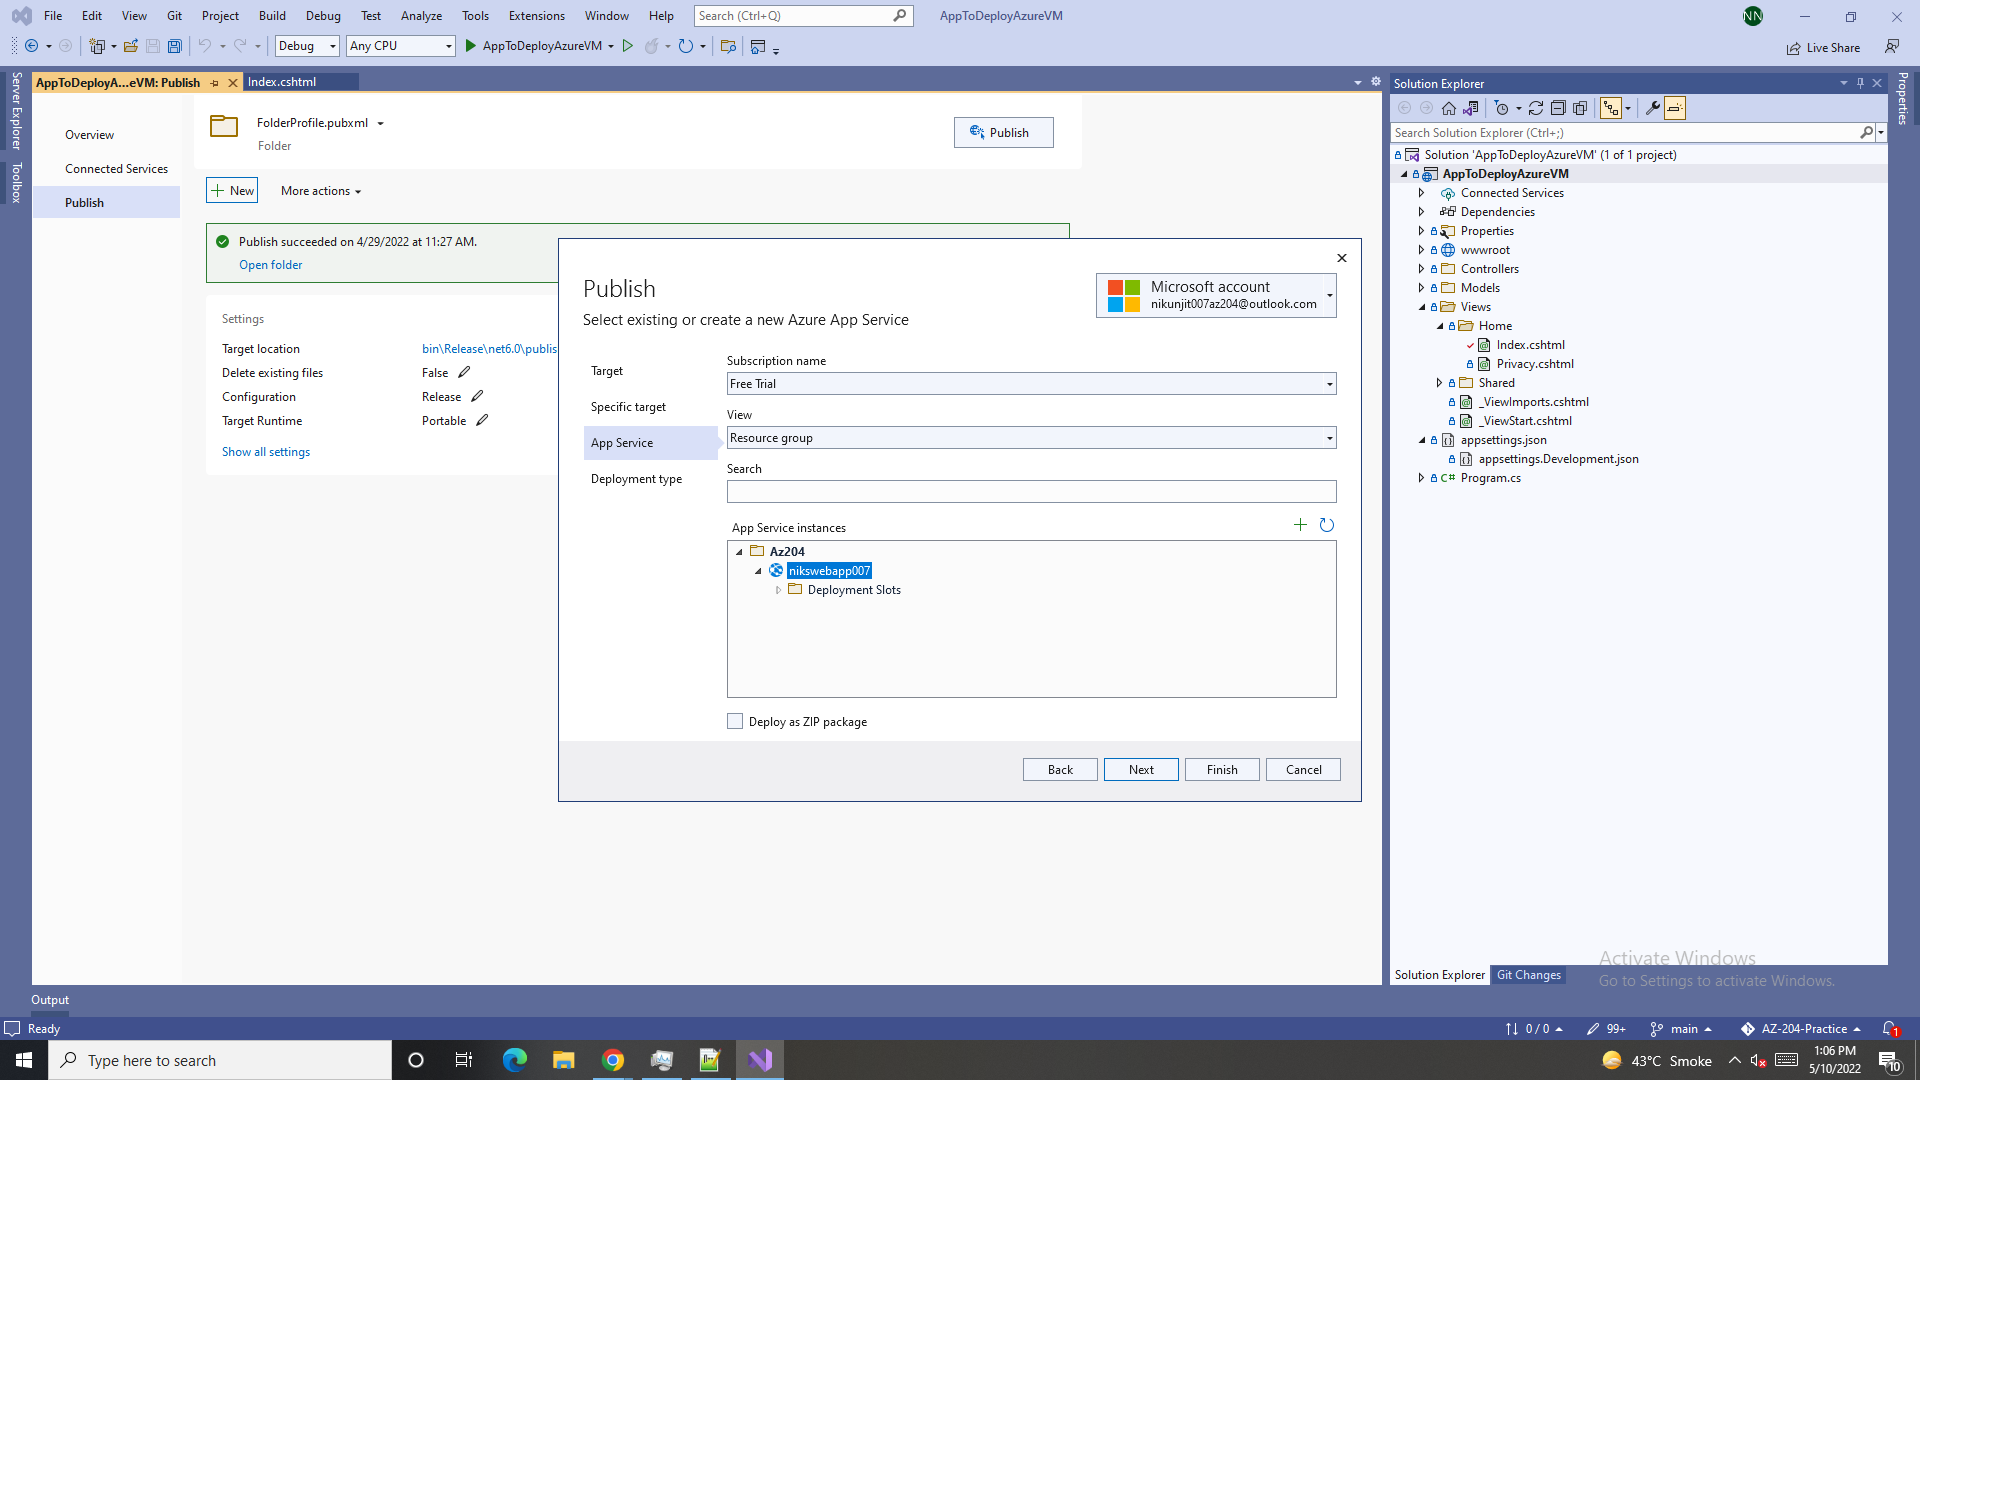 File Edit View Git Project Build Debug Test Analyze Tools Extensions Window Help Search (Ctrl+Q) AppToDeployAzureVM NN
Debug Any CPU AppToDeployAzureVM Live Share
Server Explorer
Toolbox
AppToDeployA...eVM: Publish Index.cshtml
Overview
Connected Services
Publish
FolderProfile.pubxml
Folder
Publish
New More actions
Publish succeeded on 4/29/2022 at 11:27 AM.
Open folder
Settings
Target location bin\Release\net6.0\publis
Delete existing files False
Configuration Release
Target Runtime Portable
Show all settings
Publish
Select existing or create a new Azure App Service
Microsoft account
nikunjit007az204@outlook.com
Target
Specific target
App Service
Deployment type
Subscription name
Free Trial
View
Resource group
Search
App Service instances
Az204
nikswebapp007
Deployment Slots
Deploy as ZIP package
Back Next Finish Cancel
Solution Explorer
Search Solution Explorer (Ctrl+;)
Solution 'AppToDeployAzureVM' (1 of 1 project)
AppToDeployAzureVM
Connected Services
Dependencies
Properties
wwwroot
Controllers
Models
Views
Home
Index.cshtml
Privacy.cshtml
Shared
_ViewImports.cshtml
_ViewStart.cshtml
appsettings.json
appsettings.Development.json
C# Program.cs
Properties
Activate Windows
Go to Settings to activate Windows.
Solution Explorer Git Changes
Output
Ready 0 / 0 99+ main AZ-204-Practice 1
Type here to search 43°C Smoke 1:06 PM
5/10/2022 10